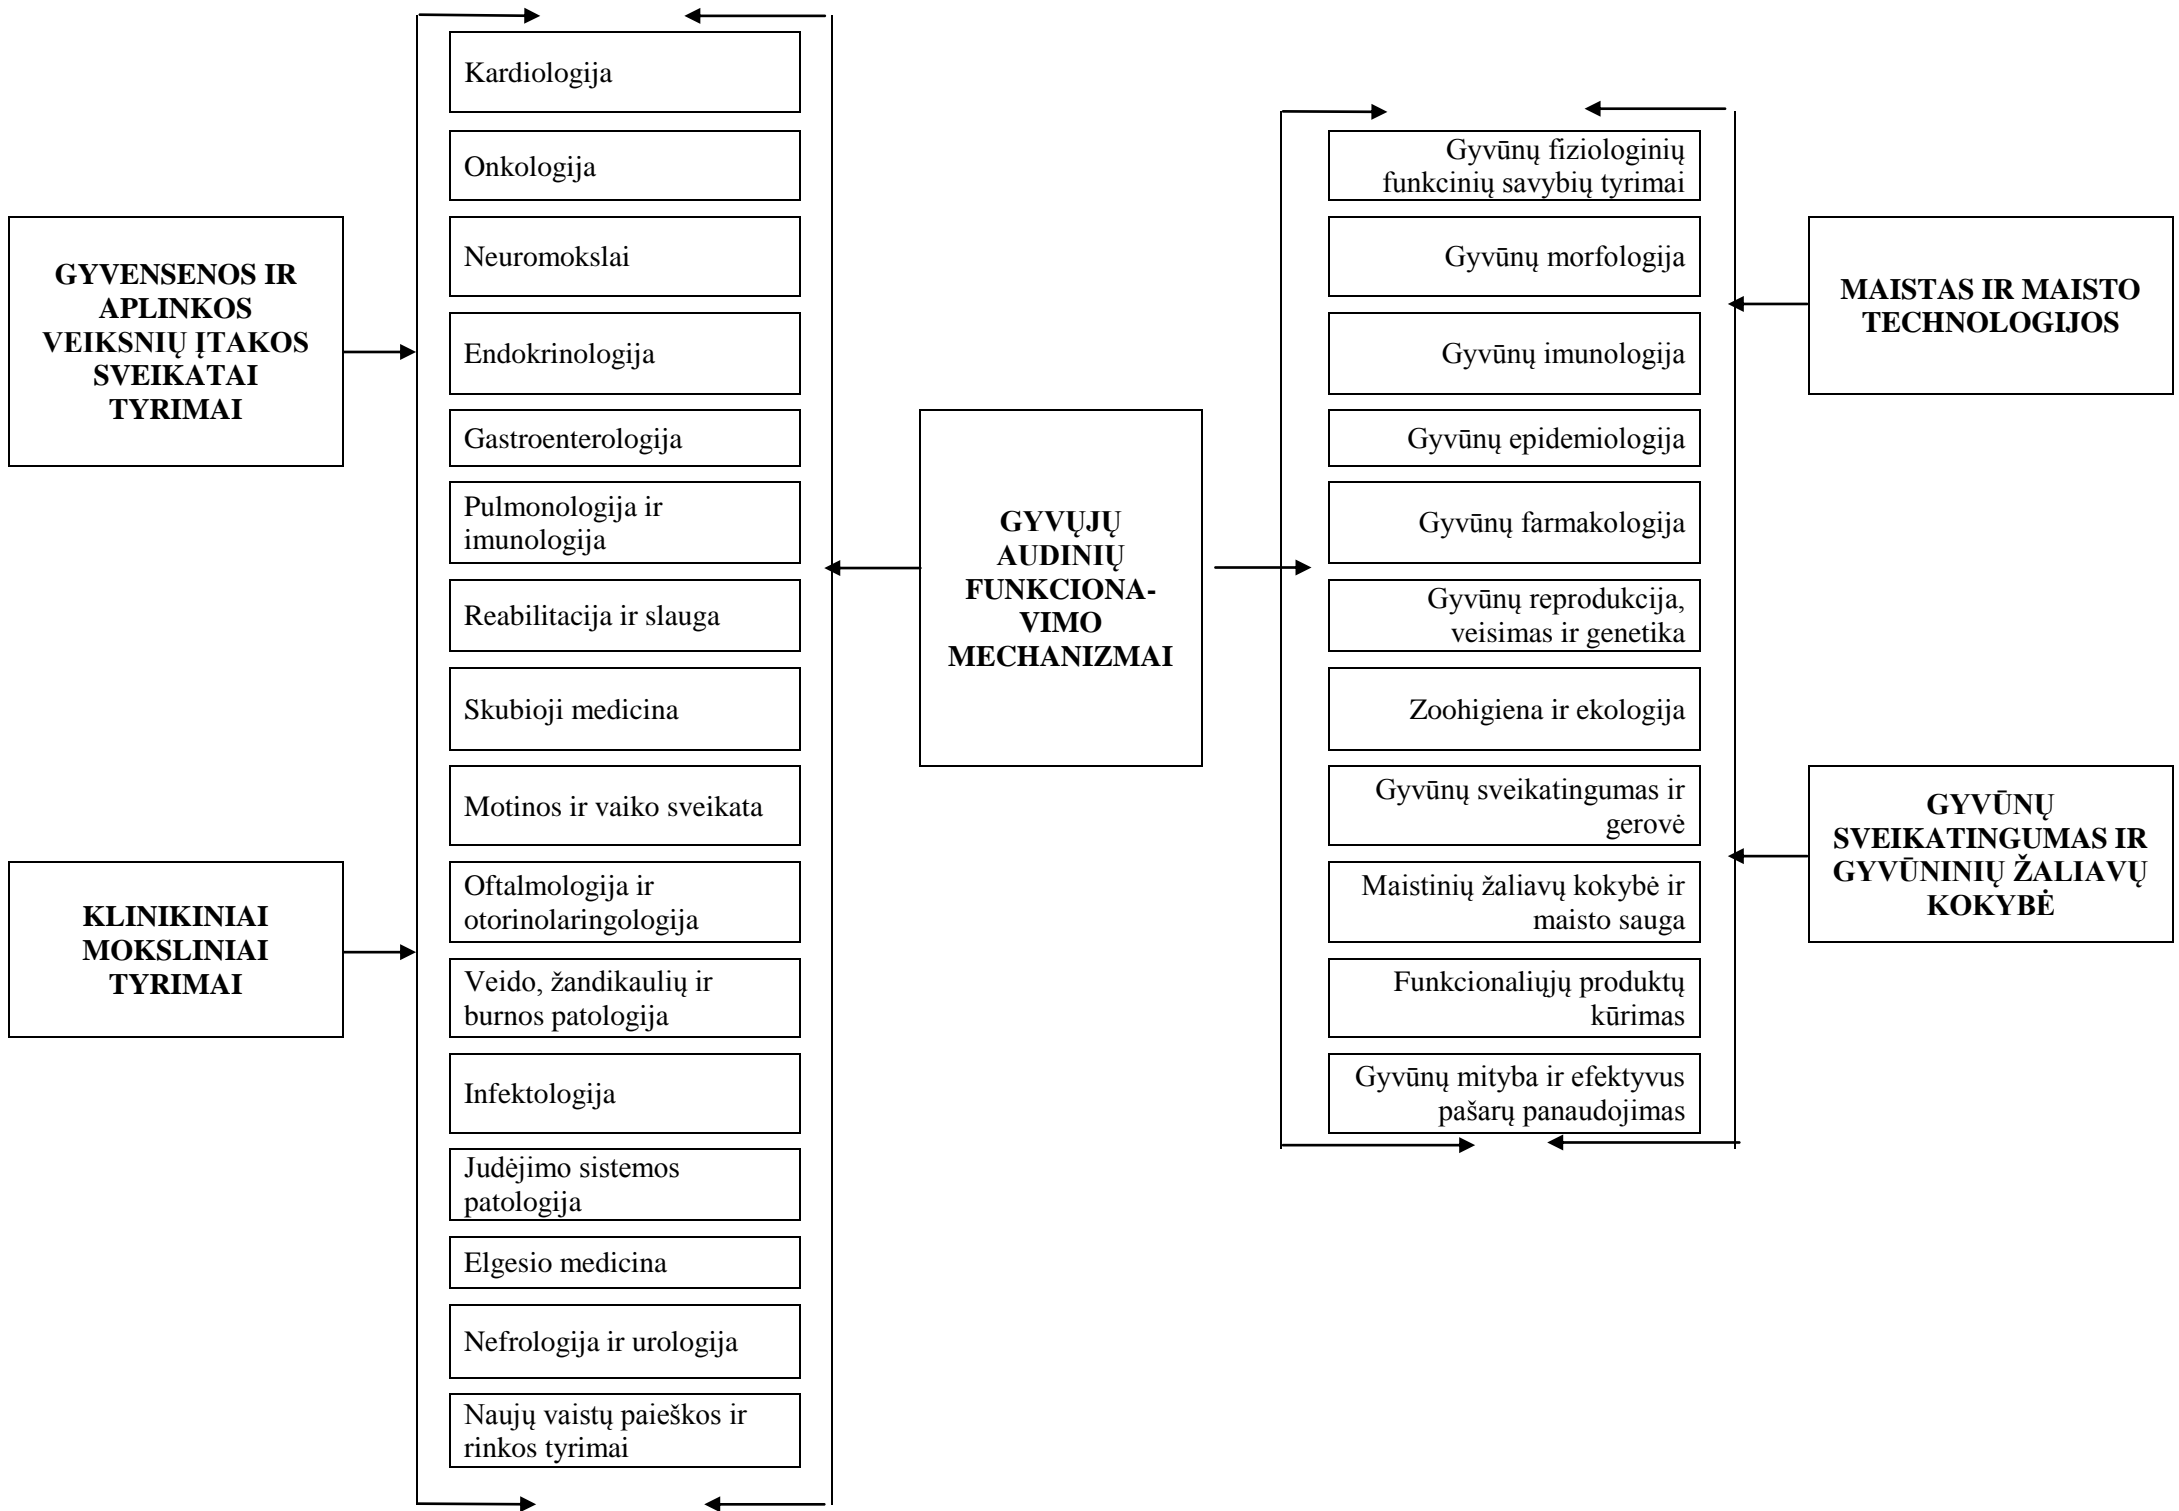 GYVENSENOS IR
APLINKOS
VEIKSNIŲ ĮTAKOS
SVEIKATAI
TYRIMAI
KLINIKINIAI
MOKSLINIAI
TYRIMAI
Kardiologija
Onkologija
Neuromokslai
Endokrinologija
Gastroenterologija
Pulmonologija ir
imunologija
Reabilitacija ir slauga
Skubioji medicina
Motinos ir vaiko sveikata
Oftalmologija ir
otorinolaringologija
Veido, žandikaulių ir
burnos patologija
Infektologija
Judėjimo sistemos
patologija
Elgesio medicina
Nefrologija ir urologija
Naujų vaistų paieškos ir
rinkos tyrimai
GYVŲJŲ
AUDINIŲ
FUNKCIONA-
VIMO
MECHANIZMAI
Gyvūnų fiziologinių
funkcinių savybių tyrimai
Gyvūnų morfologija
Gyvūnų imunologija
Gyvūnų epidemiologija
Gyvūnų farmakologija
Gyvūnų reprodukcija,
veisimas ir genetika
Zoohigiena ir ekologija
Gyvūnų sveikatingumas ir
gerovė
Maistinių žaliavų kokybė ir
maisto sauga
Funkcionaliųjų produktų
kūrimas
Gyvūnų mityba ir efektyvus
pašarų panaudojimas
MAISTAS IR MAISTO
TECHNOLOGIJOS
GYVŪNŲ
SVEIKATINGUMAS IR
GYVŪNINIŲ ŽALIAVŲ
KOKYBĖ